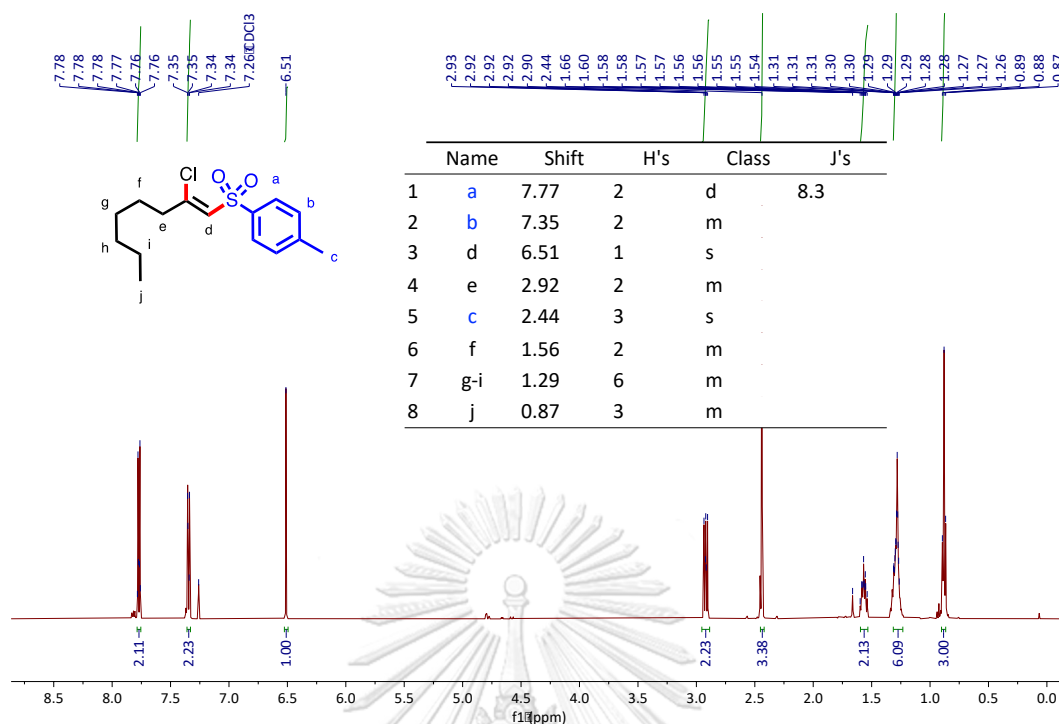 7.78 7.78 7.78 7.77 7.76 7.76 7.35 7.35 7.34 7.34 7.26 CDCl3 6.51
2.93 2.92 2.92 2.92 2.90 2.44 1.66 1.60 1.58 1.58 1.57 1.57 1.56 1.56 1.55 1.55 1.54 1.31 1.31 1.31 1.30 1.30 1.29 1.29 1.29 1.28 1.28 1.27 1.27 1.26 0.89 0.88 0.87
Name Shift H's Class J's
1 a 7.77 2 d 8.3
2 b 7.35 2 m
3 d 6.51 1 s
4 e 2.92 2 m
5 c 2.44 3 s
6 f 1.56 2 m
7 g-i 1.29 6 m
8 j 0.87 3 m
Cl O O a
f S b
g e d
h i c
j
2.11 2.23 1.00 2.23 3.38 2.13 6.09 3.00
8.5 8.0 7.5 7.0 6.5 6.0 5.5 5.0 4.5 4.0 3.5 3.0 2.5 2.0 1.5 1.0 0.5 0.0
f1 (ppm)